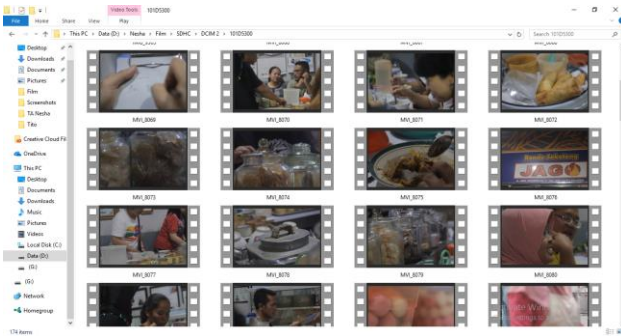 Video Tools 101D5300
File Home Share View Play
This PC > Data (D:) > Nezha > Film > SDHC > DCIM 2 > 101D5300
Search 101D5300
Desktop
Downloads
Documents
Pictures
Film
Screenshots
TA Nesha
Tito
Creative Cloud Fil
OneDrive
This PC
Desktop
Documents
Downloads
Music
Pictures
Videos
Local Disk (C:)
Data (D:)
(G:)
(G:)
Network
Homegroup
MVI_8069 MVI_8070 MVI_8071 MVI_8072
JAGO
MVI_8073 MVI_8074 MVI_8075 MVI_8076
MVI_8077 MVI_8078 MVI_8079 MVI_8080
174 items